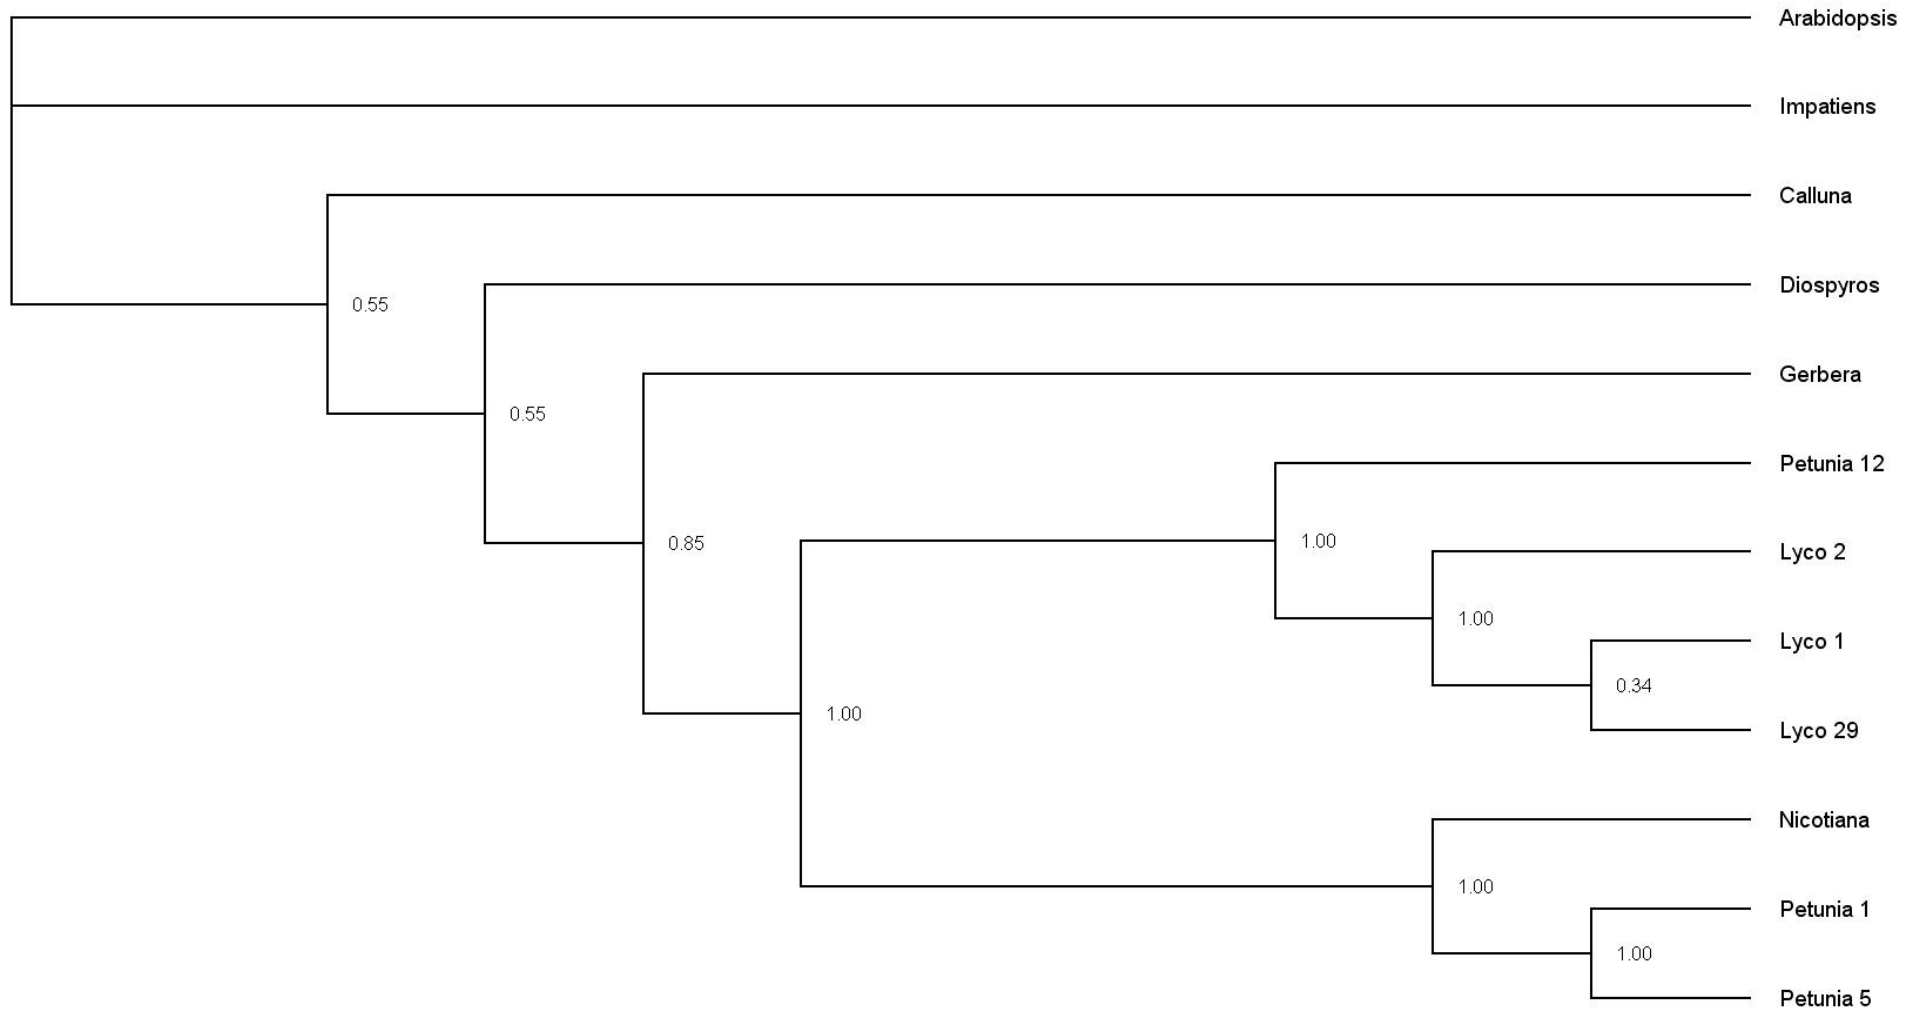 Arabidopsis
Impatiens
Calluna
Diospyros
0.55
Gerbera
0.55
Petunia 12
0.85
1.00
Lyco 2
1.00
Lyco 1
0.34
1.00
Lyco 29
Nicotiana
1.00
Petunia 1
1.00
Petunia 5